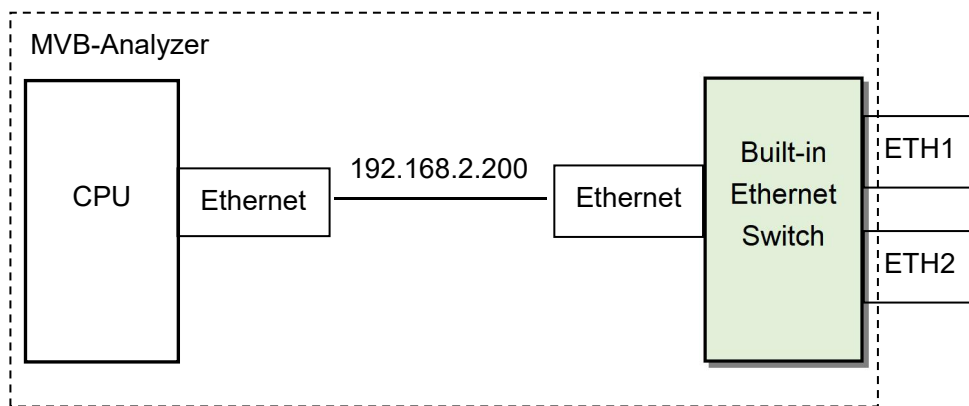 MVB-Analyzer
CPU
Ethernet
192.168.2.200
Ethernet
Built-in
Ethernet
Switch
ETH1
ETH2